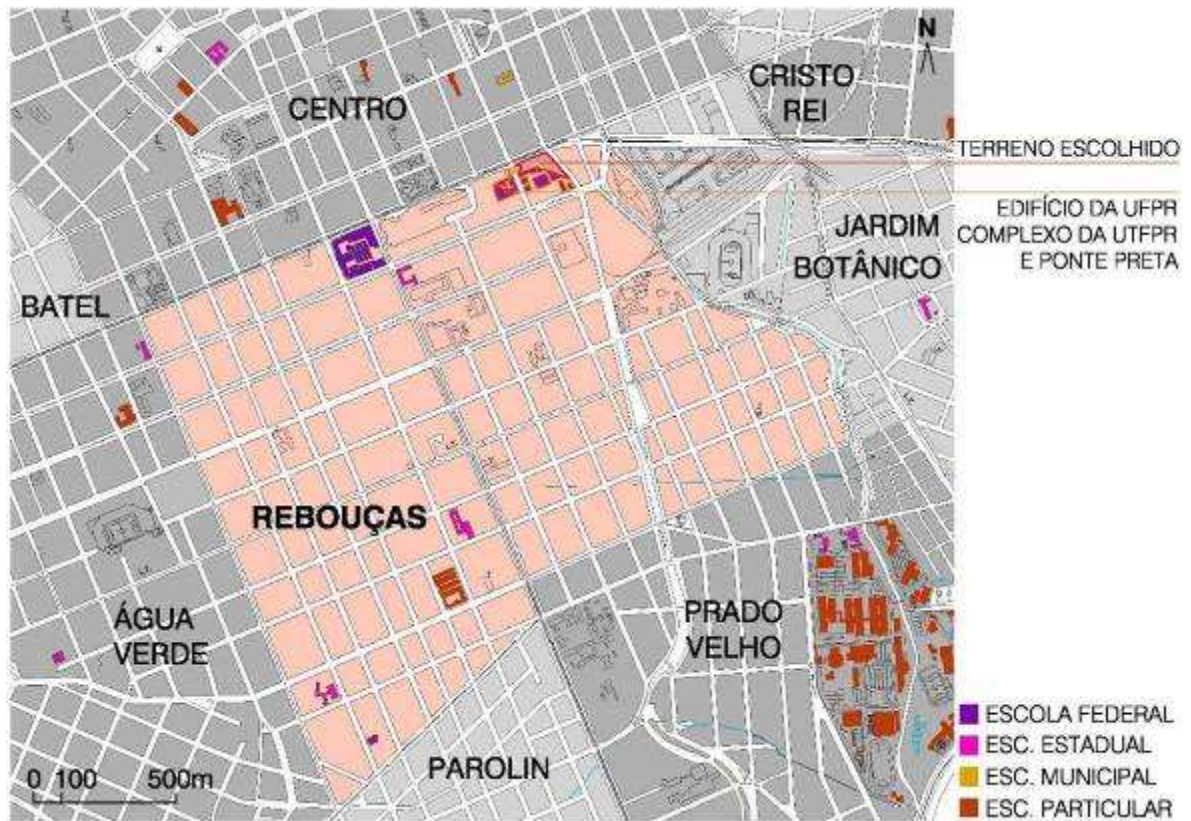 N
CENTRO
CRISTO
REI
TERRENO ESCOLHIDO
EDIFÍCIO DA UFPR
COMPLEXO DA UTFPR
E PONTE PRETA
JARDIM
BOTÂNICO
BATEL
REBOUÇAS
ÁGUA
VERDE
PRADO
VELHO
PAROLIN
0 100 500m
ESCOLA FEDERAL
ESC. ESTADUAL
ESC. MUNICIPAL
ESC. PARTICULAR